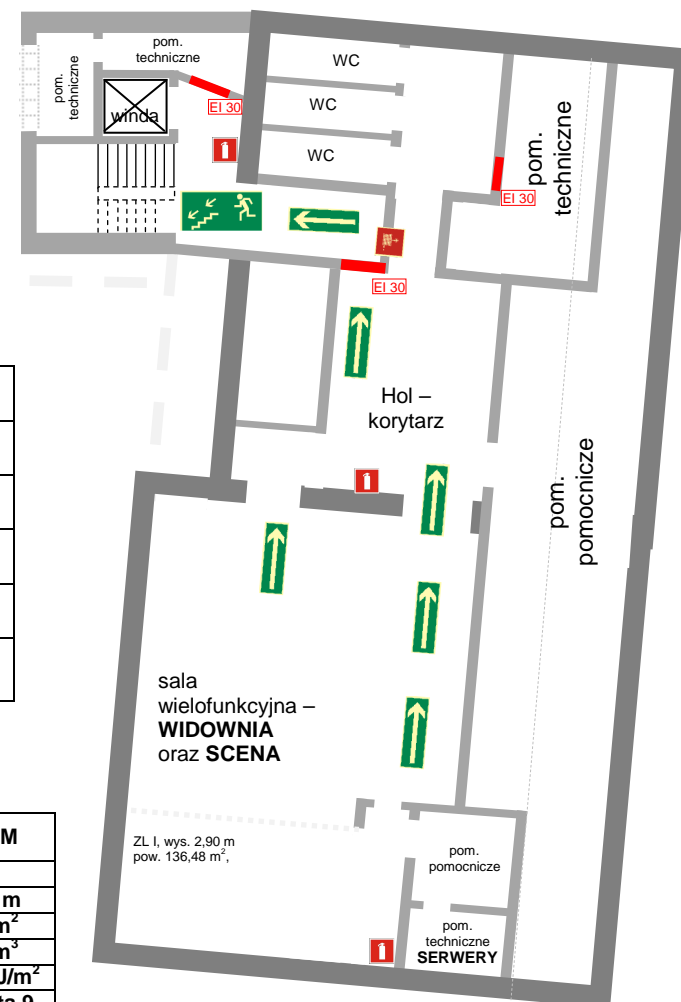 pom.
techniczne
pom.
techniczne
winda
EI 30
WC
WC
WC
pom.
techniczne
EI 30
EI 30
Hol –
korytarz
pom.
pomocnicze
sala
wielofunkcyjna –
WIDOWNIA
oraz SCENA
ZL I, wys. 2,90 m
pow. 136,48 m²,
pom.
pomocnicze
pom.
techniczne
SERWERY
M
m
m²
m³
J/m²